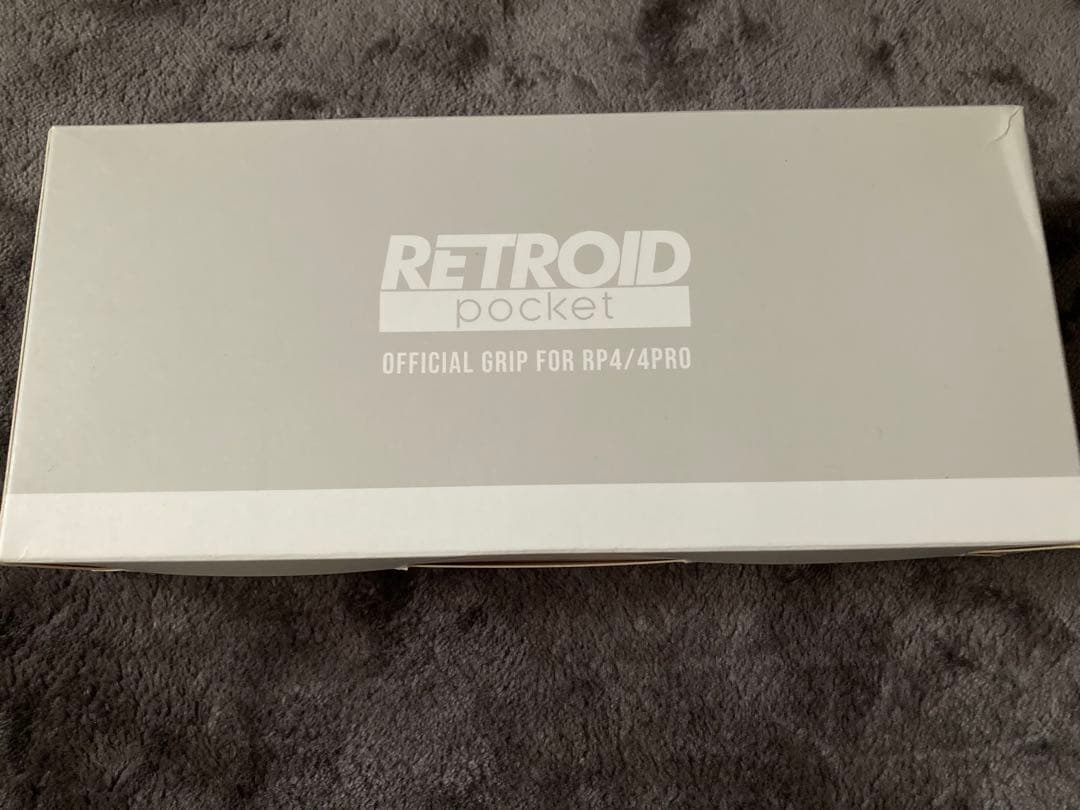 RETROID
pocket
OFFICIAL GRIP FOR RP4/4PRO